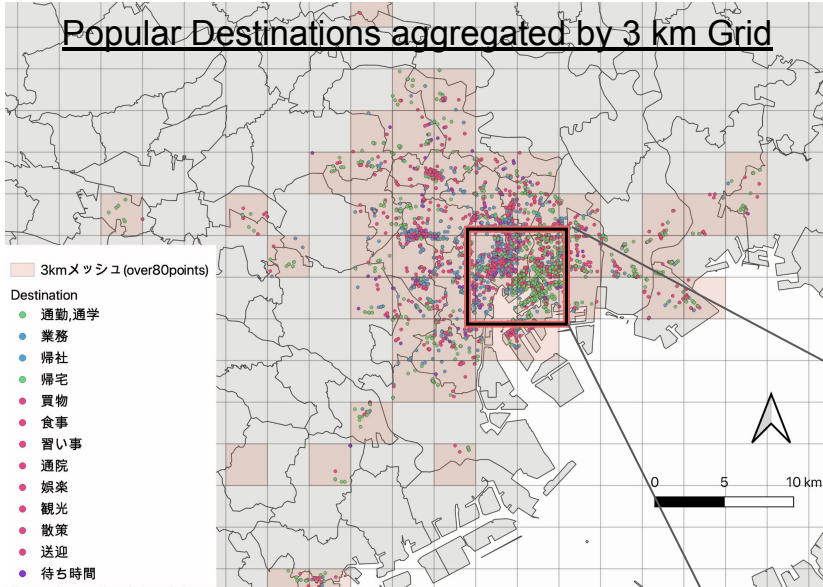 Popular Destinations aggregated by 3 km Grid
3kmメッシュ(over80points)
Destination
通勤,通学
業務
帰社
帰宅
買物
食事
習い事
通院
娯楽
観光
散策
送迎
待ち時間
0 5 10 km